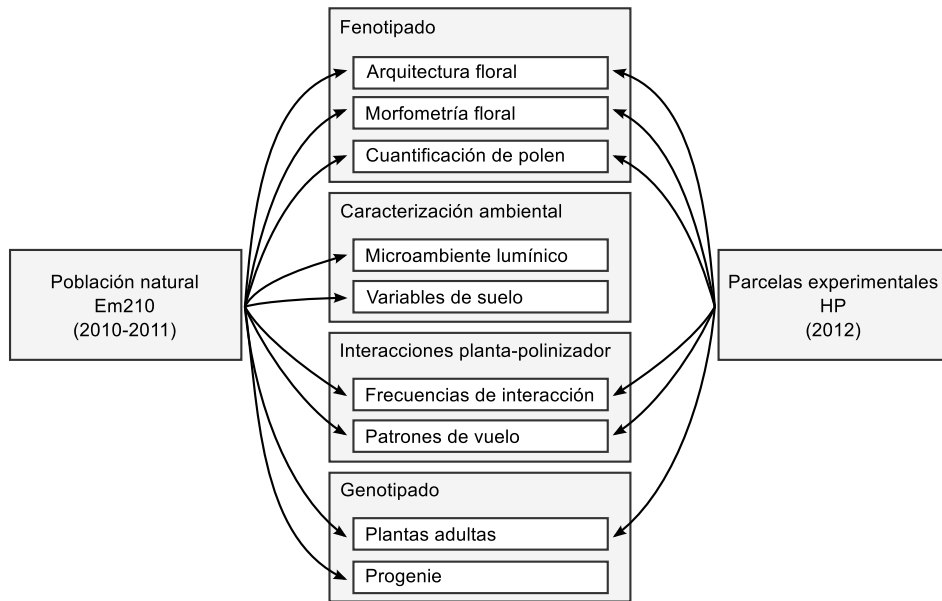 Fenotipado
Arquitectura floral
Morfometría floral
Cuantificación de polen
Caracterización ambiental
Microambiente lumínico
Variables de suelo
Población natural
Em210
(2010-2011)
Parcelas experimentales
HP
(2012)
Interacciones planta-polinizador
Frecuencias de interacción
Patrones de vuelo
Genotipado
Plantas adultas
Progenie